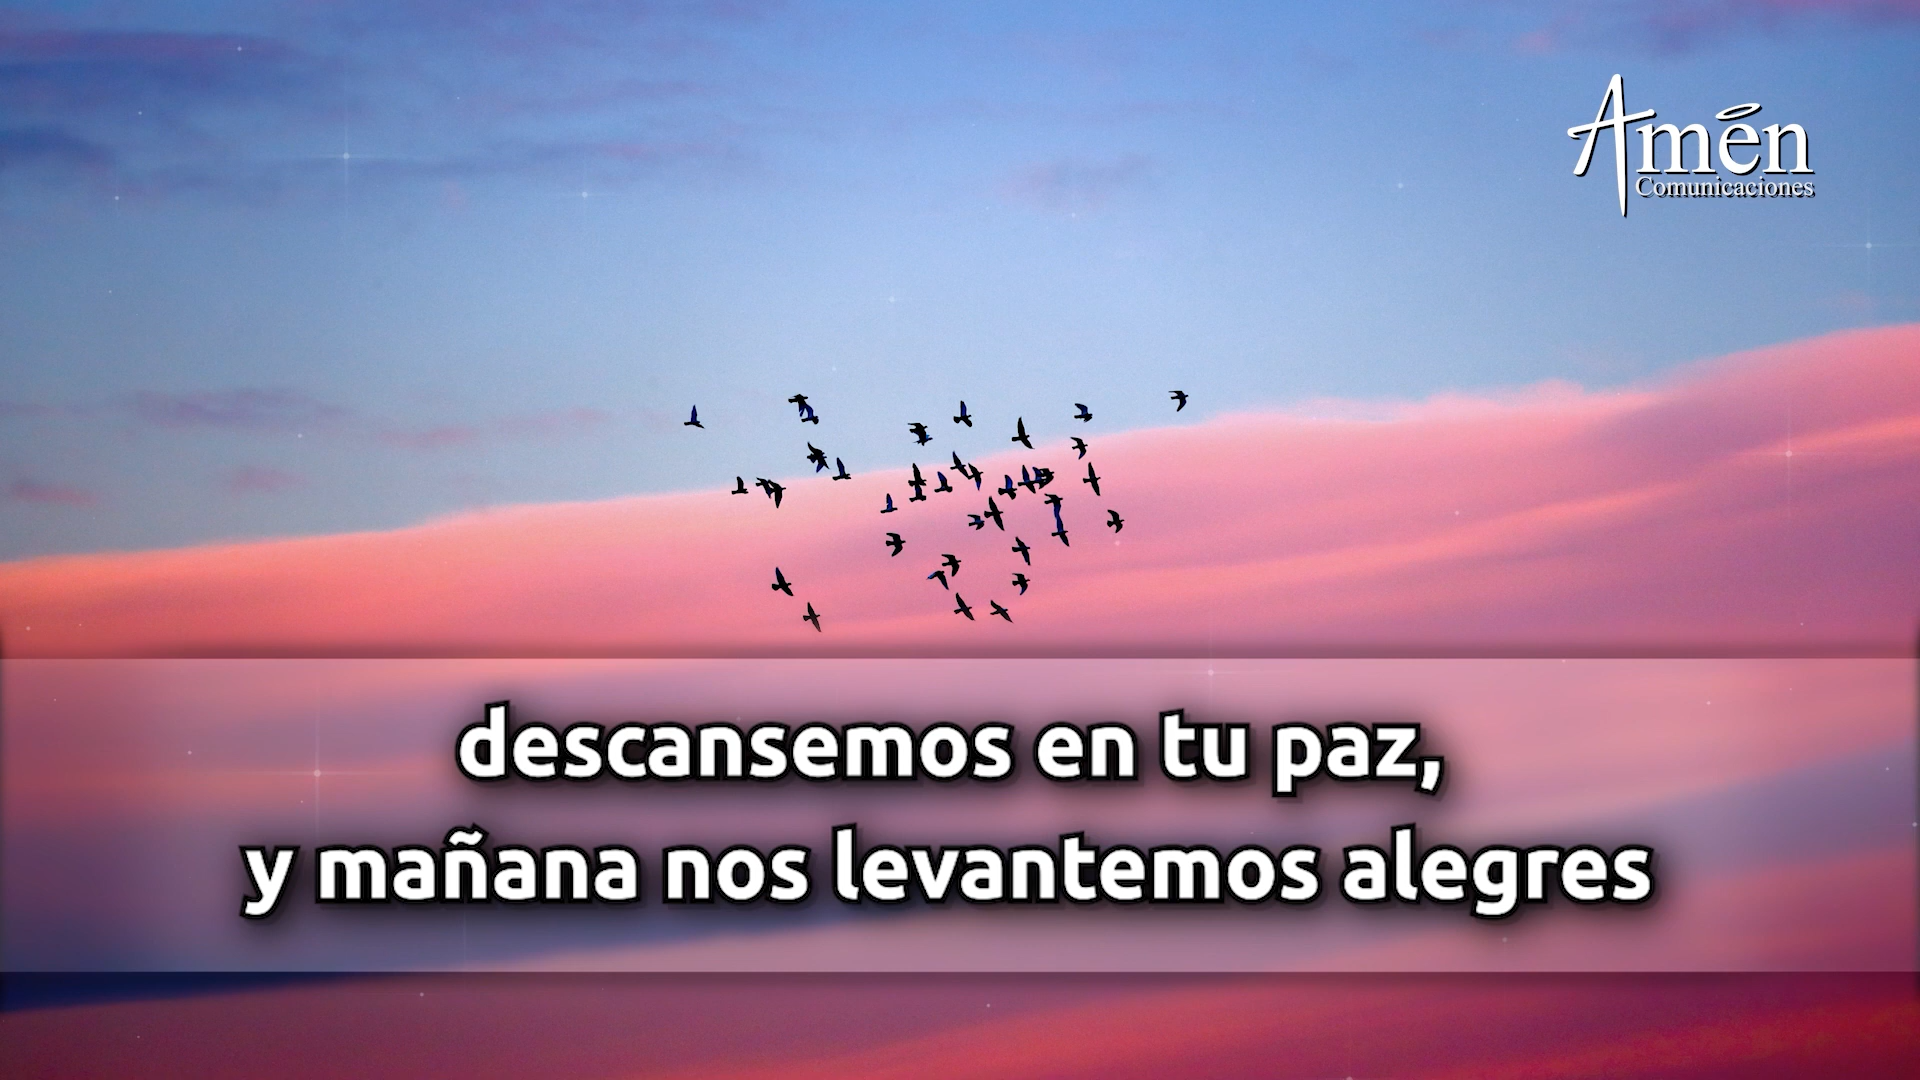 Amén
Comunicaciones
descansemos en tu paz,
y mañana nos levantemos alegres